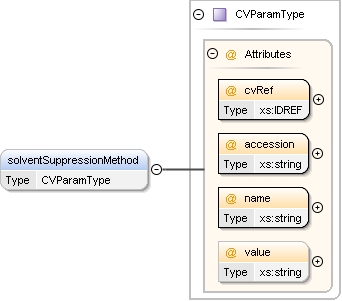 CVParamType
@ Attributes
@ cvRef
Type xs:IDREF
@ accession
Type xs:string
@ name
Type xs:string
@ value
Type xs:string
solventSuppressionMethod
Type CVParamType